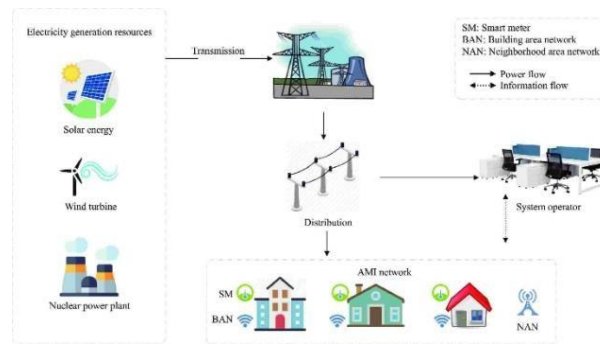 Electricity generation resources
Solar energy
Wind turbine
Nuclear power plant
Transmission
Distribution
SM: Smart meter
BAN: Building area network
NAN: Neighborhood area network
Power flow
Information flow
System operator
AMI network
SM
BAN
NAN